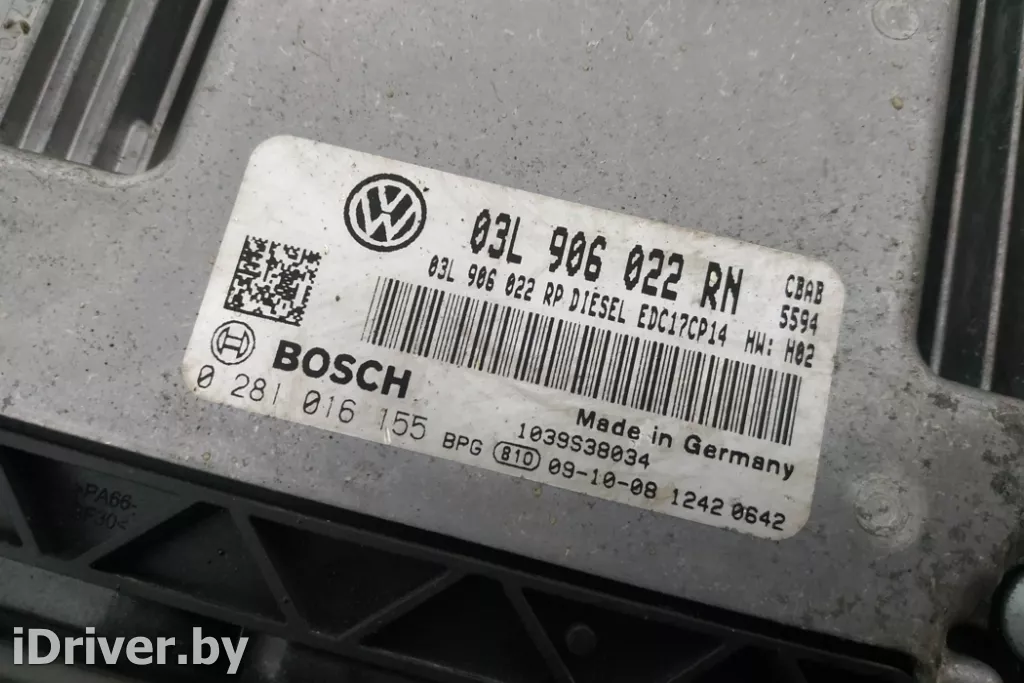 03L 906 022 RN
CBAB
5594
03L 906 022 RP DIESEL EDC17CP14 HW: H02
BOSCH
0 281 016 155
Made in Germany
1039S38034
BPG 810 09-10-08 1242 0642
>PA66-
GF30<
iDriver.by